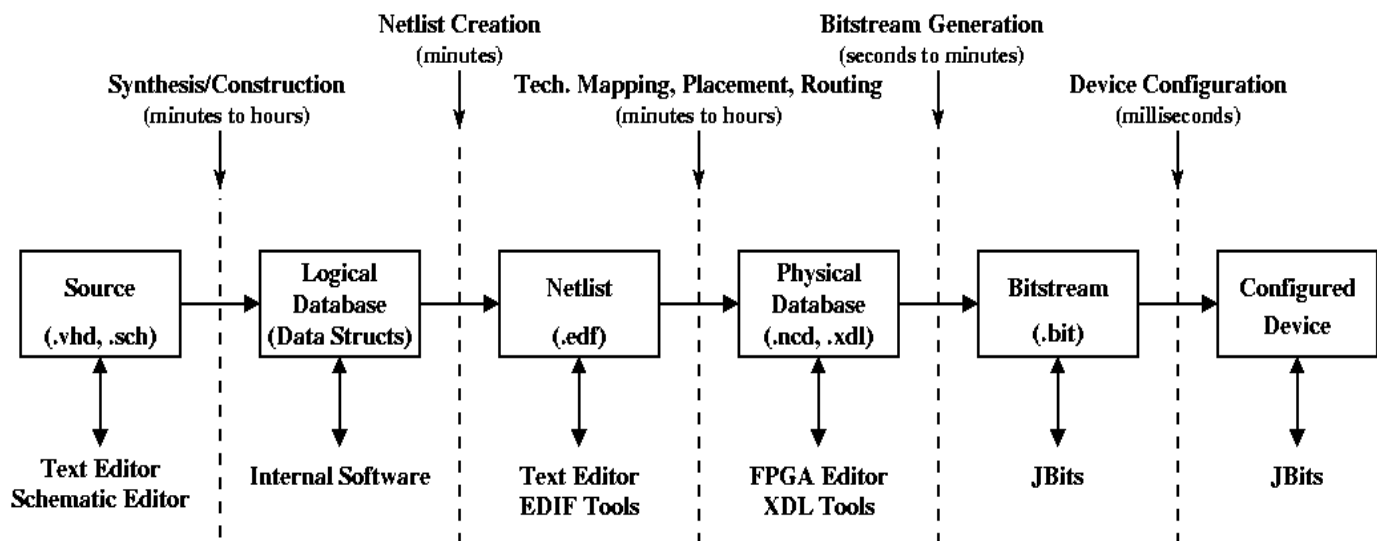 Netlist Creation
(minutes)
Bitstream Generation
(seconds to minutes)
Synthesis/Construction
(minutes to hours)
Tech. Mapping, Placement, Routing
(minutes to hours)
Device Configuration
(milliseconds)
Source
(.vhd, .sch)
Logical
Database
(Data Structs)
Netlist
(.edf)
Physical
Database
(.ncd, .xdl)
Bitstream
(.bit)
Configured
Device
Text Editor
Schematic Editor
Internal Software
Text Editor
EDIF Tools
FPGA Editor
XDL Tools
JBits
JBits